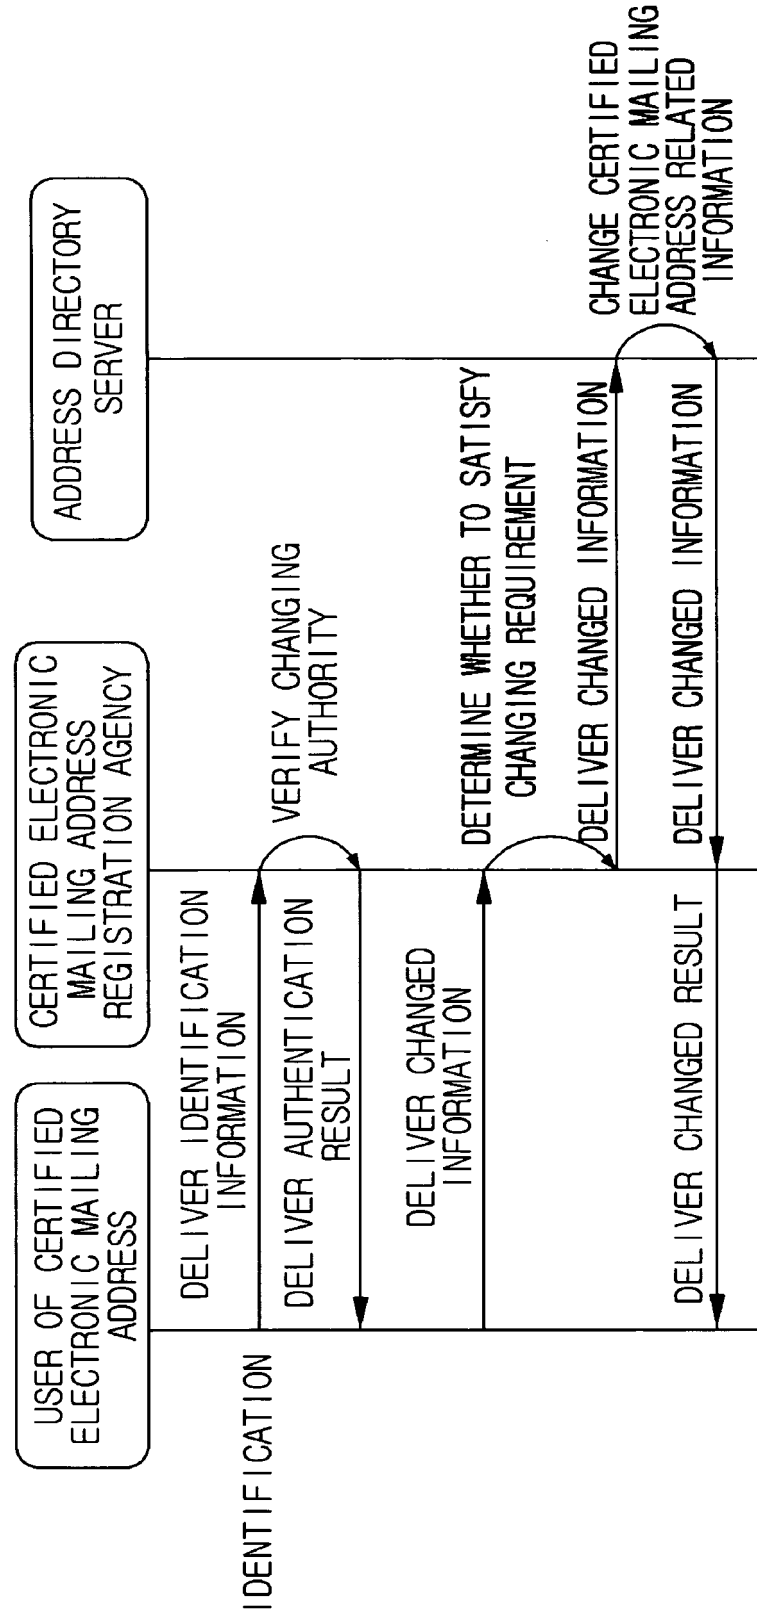 USER OF CERTIFIED
ELECTRONIC MAILING
ADDRESS
CERTIFIED ELECTRONIC
MAILING ADDRESS
REGISTRATION AGENCY
ADDRESS DIRECTORY
SERVER
IDENTIFICATION
DELIVER IDENTIFICATION
INFORMATION
VERIFY CHANGING
AUTHORITY
DELIVER AUTHENTICATION
RESULT
DELIVER CHANGED
INFORMATION
DETERMINE WHETHER TO SATISFY
CHANGING REQUIREMENT
DELIVER CHANGED INFORMATION
CHANGE CERTIFIED
ELECTRONIC MAILING
ADDRESS RELATED
INFORMATION
DELIVER CHANGED INFORMATION
DELIVER CHANGED RESULT